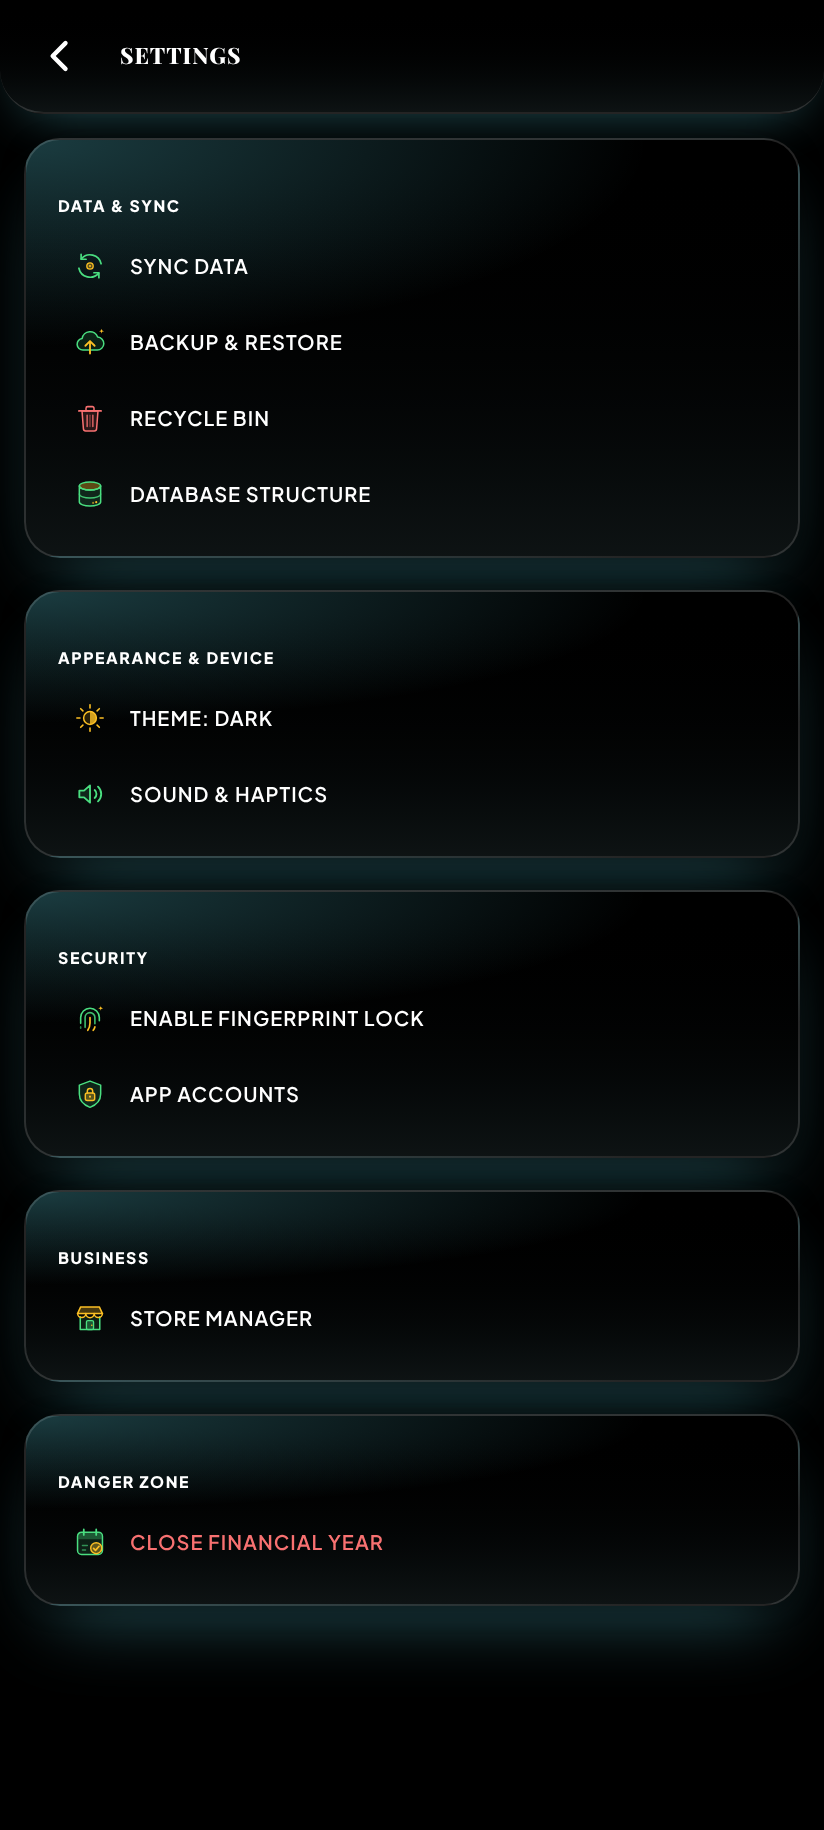 SETTINGS
DATA & SYNC
SYNC DATA
BACKUP & RESTORE
RECYCLE BIN
DATABASE STRUCTURE
APPEARANCE & DEVICE
THEME: DARK
SOUND & HAPTICS
SECURITY
ENABLE FINGERPRINT LOCK
APP ACCOUNTS
BUSINESS
STORE MANAGER
DANGER ZONE
CLOSE FINANCIAL YEAR